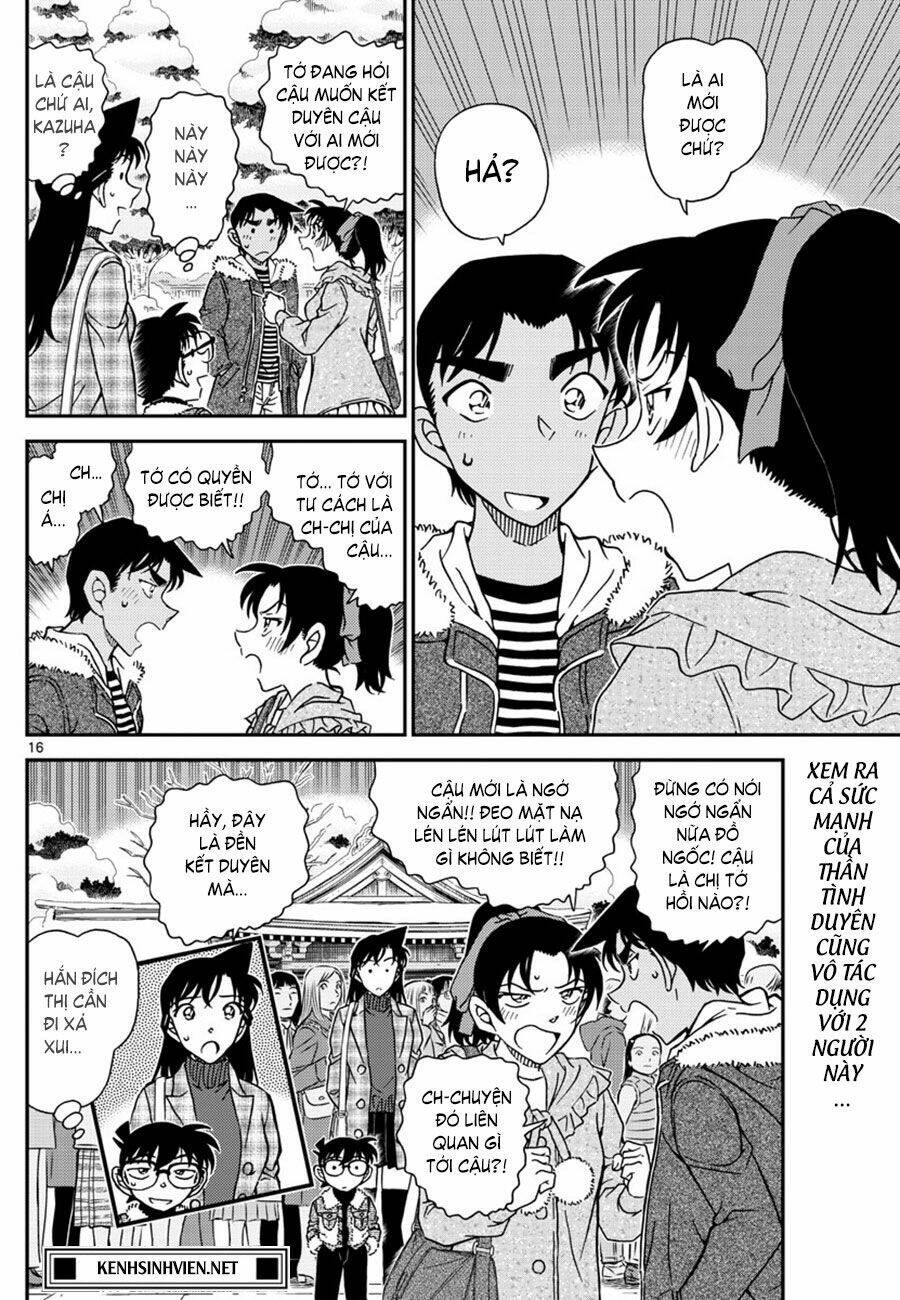 LÀ AI
MỚI
ĐƯỢC
CHỨ?
HẢ?
TỚ ĐANG HỎI
CẬU MUỐN KẾT
DUYÊN CẬU
VỚI AI MỚI
ĐƯỢC?!
NÀY
NÀY
NÀY
...
LÀ CẬU
CHỨ AI,
KAZUHA
?
TỚ... TỚ VỚI
TƯ CÁCH LÀ
CH-CHỊ CỦA
CẬU...
TỚ CÓ QUYỀN
ĐƯỢC BIẾT!!
CH...
CHỊ
Á...
16
ĐỪNG CÓ NÓI
NGỚ NGẨN
NỮA ĐỒ
NGỐC! CẬU
LÀ CHỊ TỚ
HỒI NÀO?!
CẬU MỚI LÀ NGỚ
NGẨN!! ĐEO MẶT NẠ
LÉN LÉN LÚT LÚT LÀM
GÌ KHÔNG BIẾT!!
CH-CHUYỆN
ĐÓ LIÊN
QUAN GÌ
TỚI CẬU?!
HẦY, ĐÂY
LÀ ĐỀN
KẾT DUYÊN
MÀ...
HẮN ĐÍCH
THỊ CẦN
ĐI XẢ
XUI...
XEM RA
CẢ SỨC
MẠNH
CỦA
THẦN
TÌNH
DUYÊN
CŨNG
VÔ TÁC
DỤNG
VỚI 2
NGƯỜI
NÀY
...
KENHSINHVIEN.NET